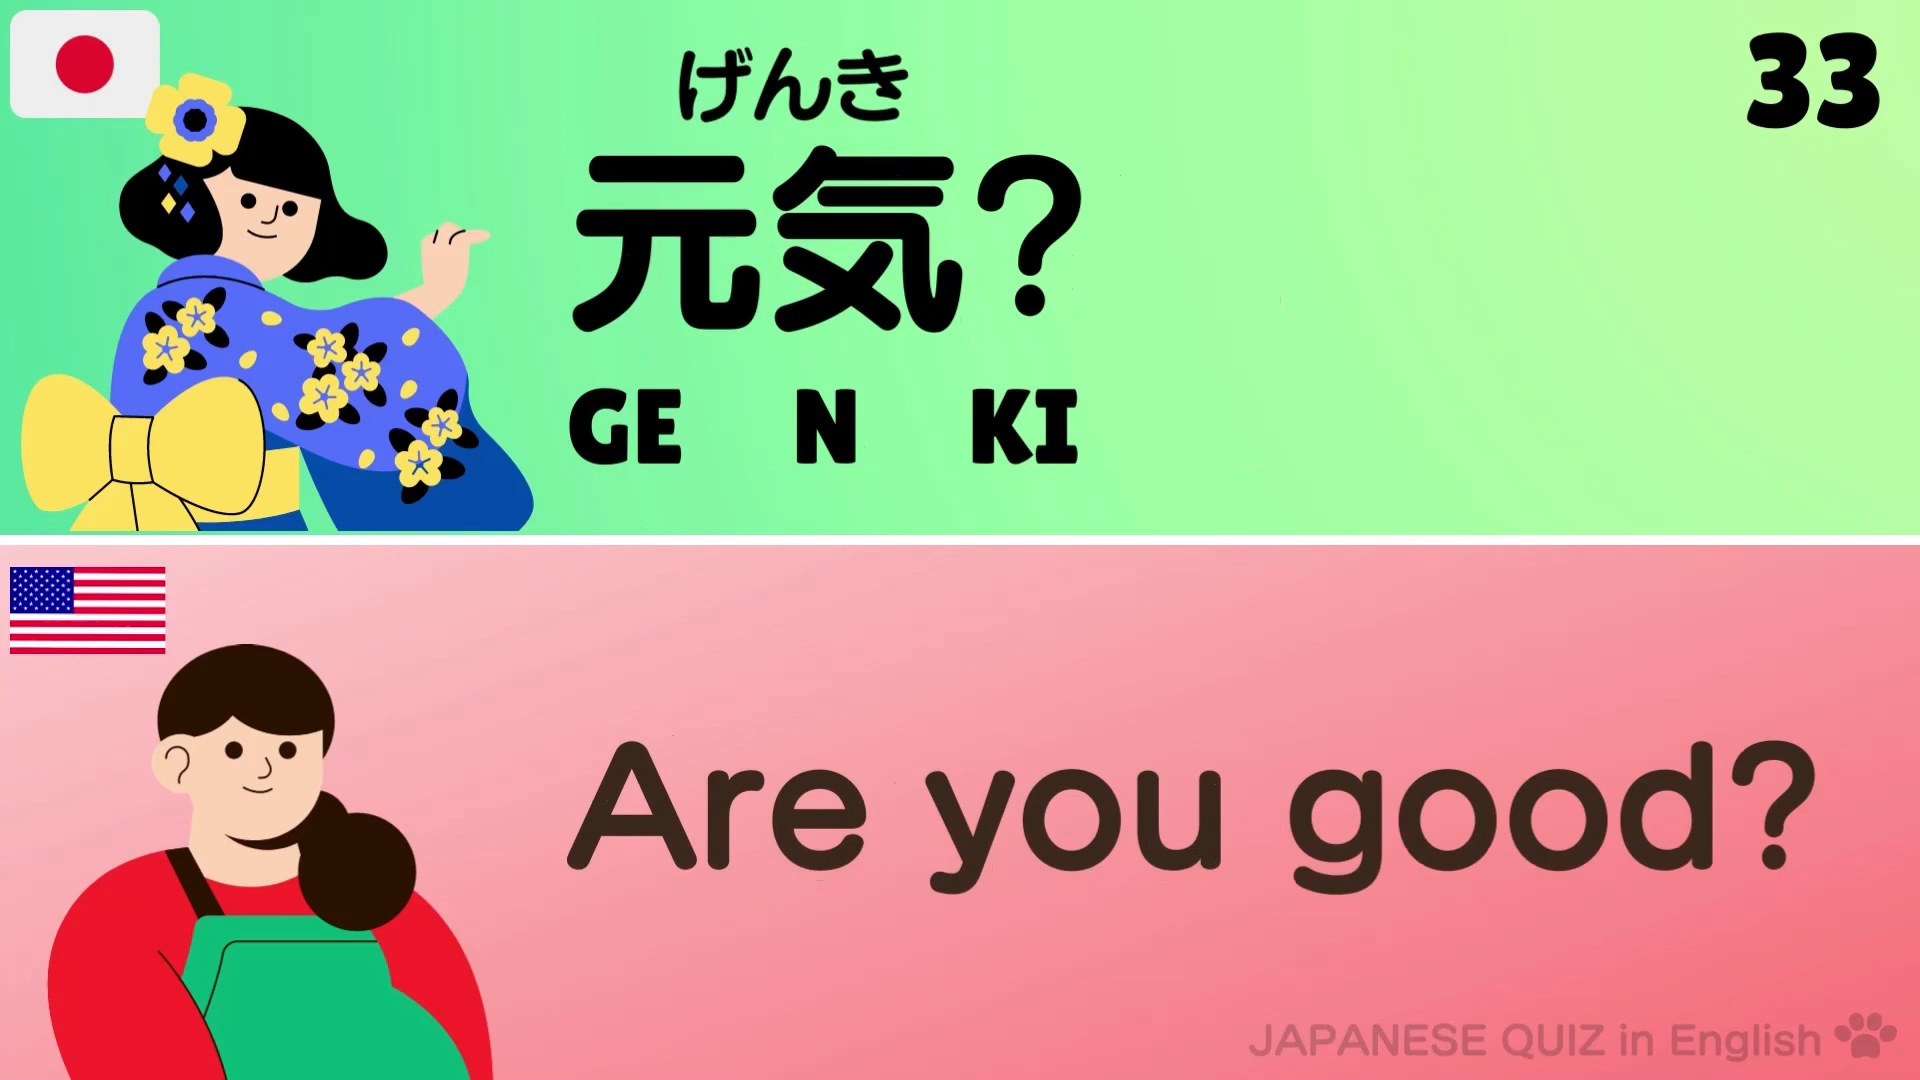 33
げんき
元気?
GE N KI
Are you good?
JAPANESE QUIZ in English